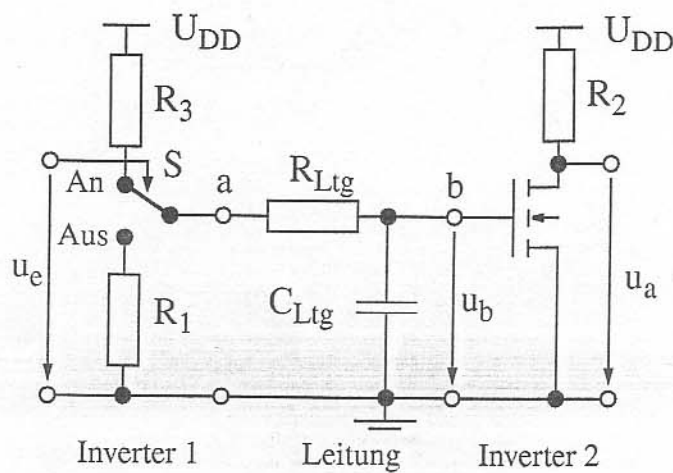 U_DD
U_DD
R_3
R_2
S
An
a
R_Ltg
b
Aus
u_e
R_1
C_Ltg
u_b
u_a
Inverter 1
Leitung
Inverter 2